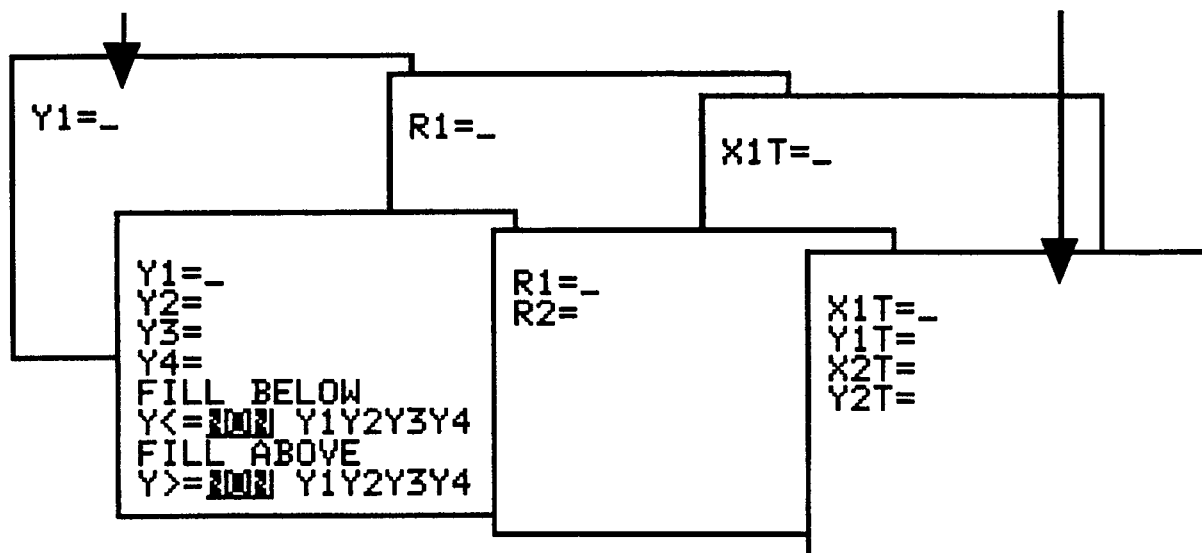 Y1=_
R1=_
X1T=_
Y1=_
Y2=
Y3=
Y4=
FILL BELOW
Y<= Y1Y2Y3Y4
FILL ABOVE
Y>= Y1Y2Y3Y4
R1=_
R2=
X1T=_
Y1T=
X2T=
Y2T=